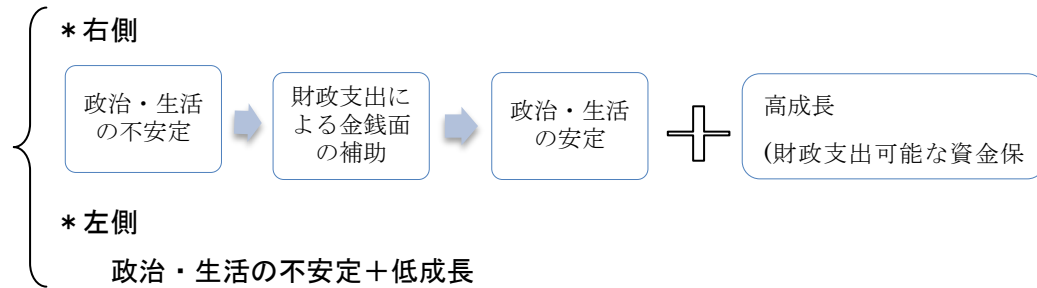 ＊右側
政治・生活
の不安定
財政支出に
よる金銭面
の補助
政治・生活
の安定
高成長
(財政支出可能な資金保
＊左側
政治・生活の不安定＋低成長